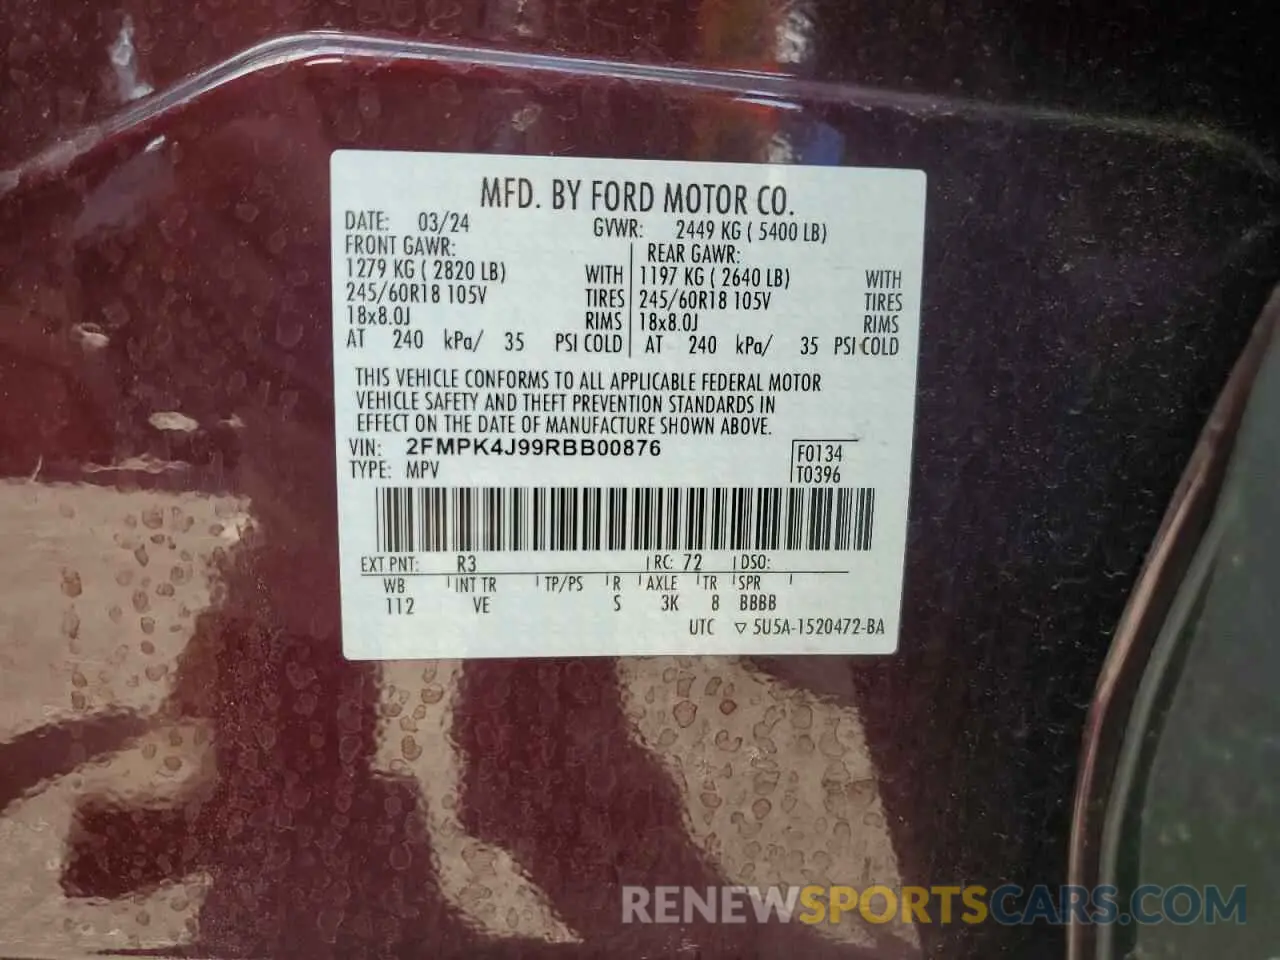 MFD. BY FORD MOTOR CO.
DATE: 03/24 GVWR: 2449 KG ( 5400 LB)
FRONT GAWR: REAR GAWR:
1279 KG ( 2820 LB) WITH 1197 KG ( 2640 LB) WITH
245/60R18 105V TIRES 245/60R18 105V TIRES
18x8.0J RIMS 18x8.0J RIMS
AT 240 kPa/ 35 PSI COLD AT 240 kPa/ 35 PSI COLD
THIS VEHICLE CONFORMS TO ALL APPLICABLE FEDERAL MOTOR
VEHICLE SAFETY AND THEFT PREVENTION STANDARDS IN
EFFECT ON THE DATE OF MANUFACTURE SHOWN ABOVE.
VIN: 2FMPK4J99RBB00876 F0134
TYPE: MPV T0396
EXT PNT: R3 RC: 72 DSO:
WB INT TR TP/PS R AXLE TR SPR
112 VE S 3K 8 BBBB
UTC ▽ 5U5A-1520472-BA
RENEWSPORTSCARS.COM